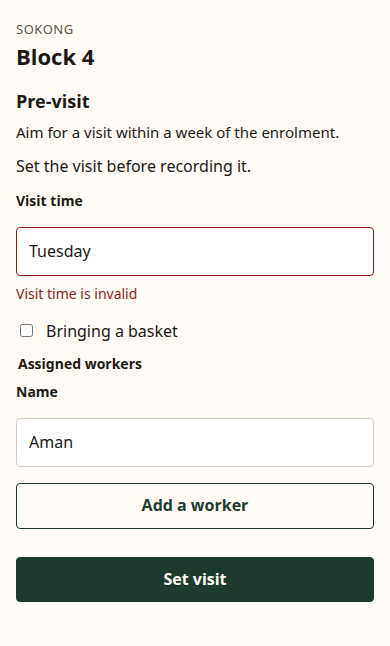 SOKONG
Block 4
Pre-visit
Aim for a visit within a week of the enrolment.
Set the visit before recording it.
Visit time
Tuesday
Visit time is invalid
Bringing a basket
Assigned workers
Name
Aman
Add a worker
Set visit